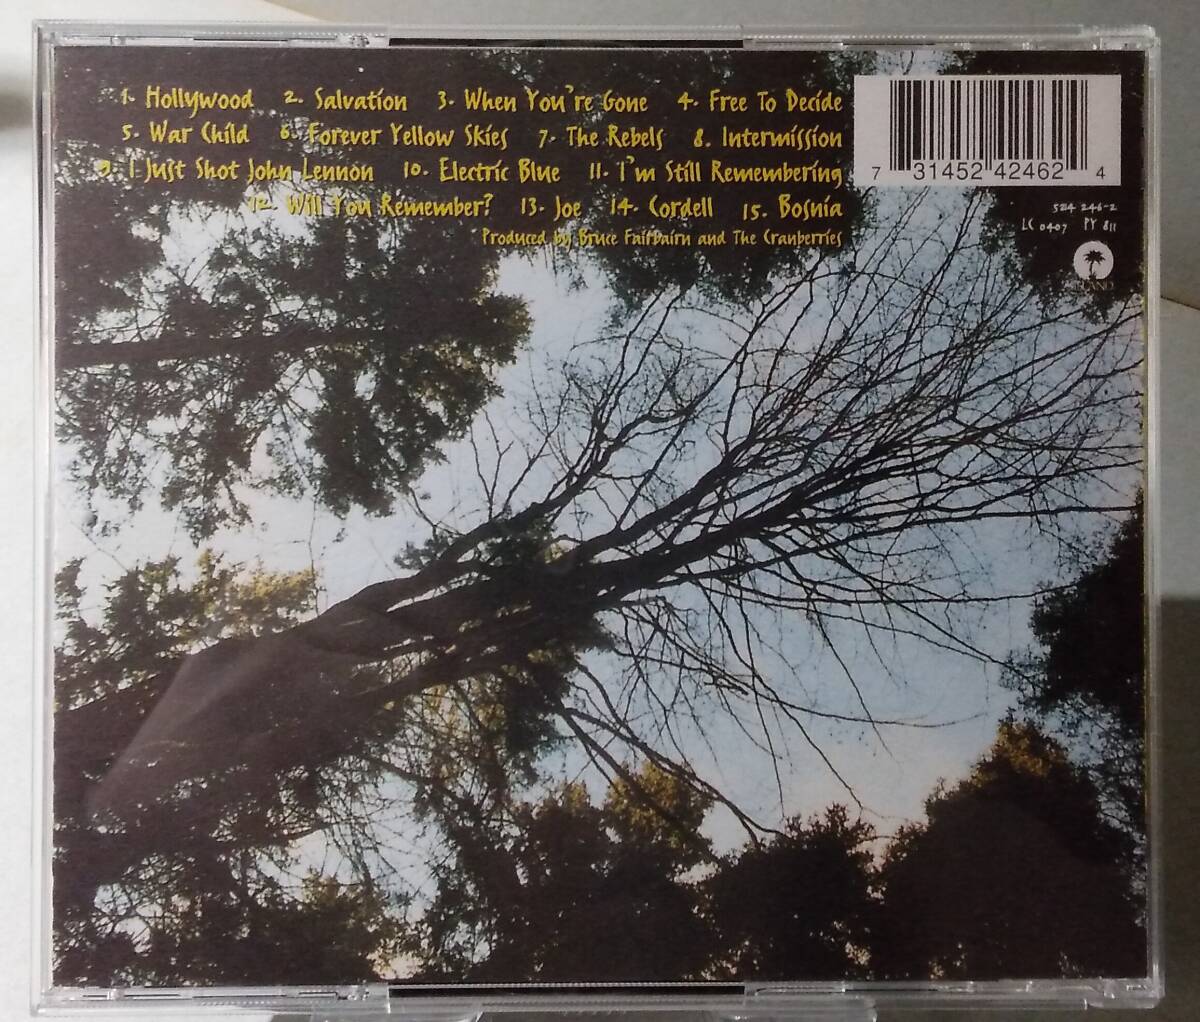 1. Hollywood 2. Salvation 3. When You're Gone 4. Free To Decide
5. War Child 6. Forever Yellow Skies 7. The Rebels 8. Intermission
9. I Just Shot John Lennon 10. Electric Blue 11. I'm Still Remembering
12. Will You Remember? 13. Joe 14. Cordell 15. Bosnia
Produced by Bruce Fairbairn and The Cranberries
7 31452 42462 4
524 246-2
LC 0407 PY 811
ISLAND